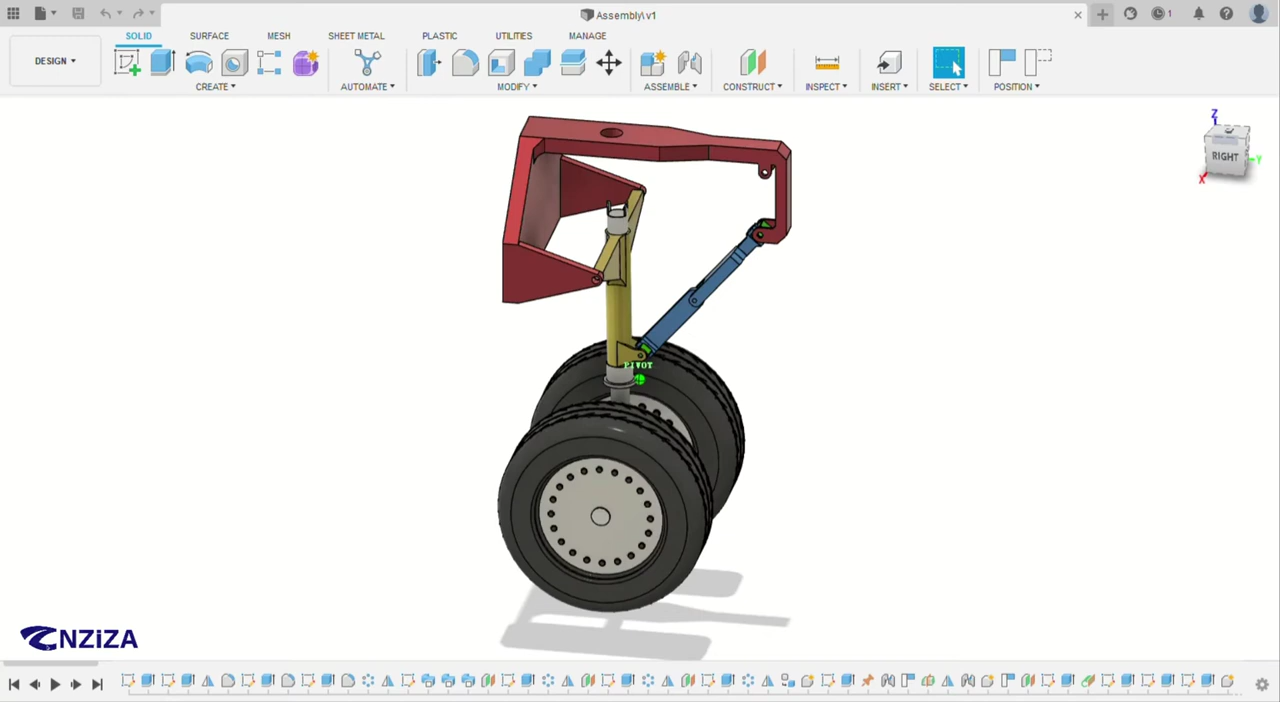 Assembly\ v1
1
SOLID SURFACE MESH SHEET METAL PLASTIC UTILITIES MANAGE
DESIGN
CREATE AUTOMATE MODIFY ASSEMBLE CONSTRUCT INSPECT INSERT SELECT POSITION
Z
RIGHT
Y
X
PIVOT
NZIZA